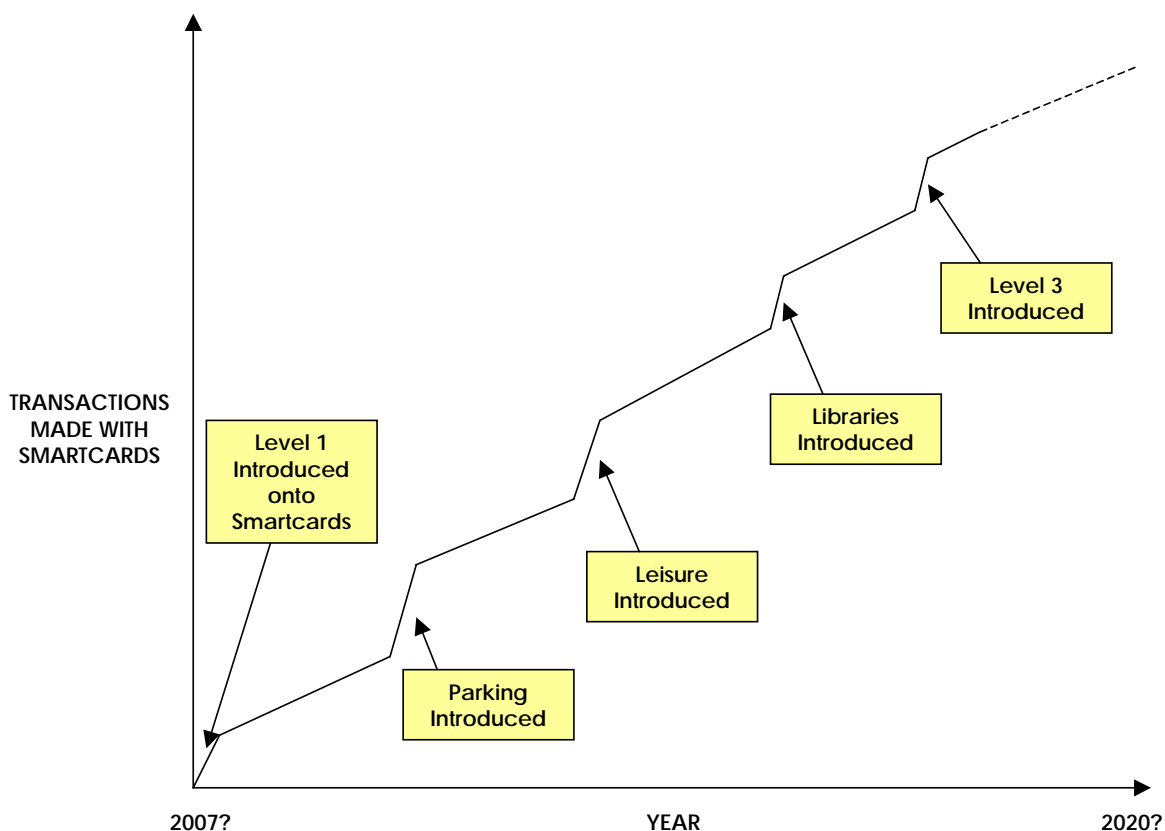 TRANSACTIONS
MADE WITH
SMARTCARDS
Level 1
Introduced
onto
Smartcards
Parking
Introduced
Leisure
Introduced
Libraries
Introduced
Level 3
Introduced
2007?
YEAR
2020?